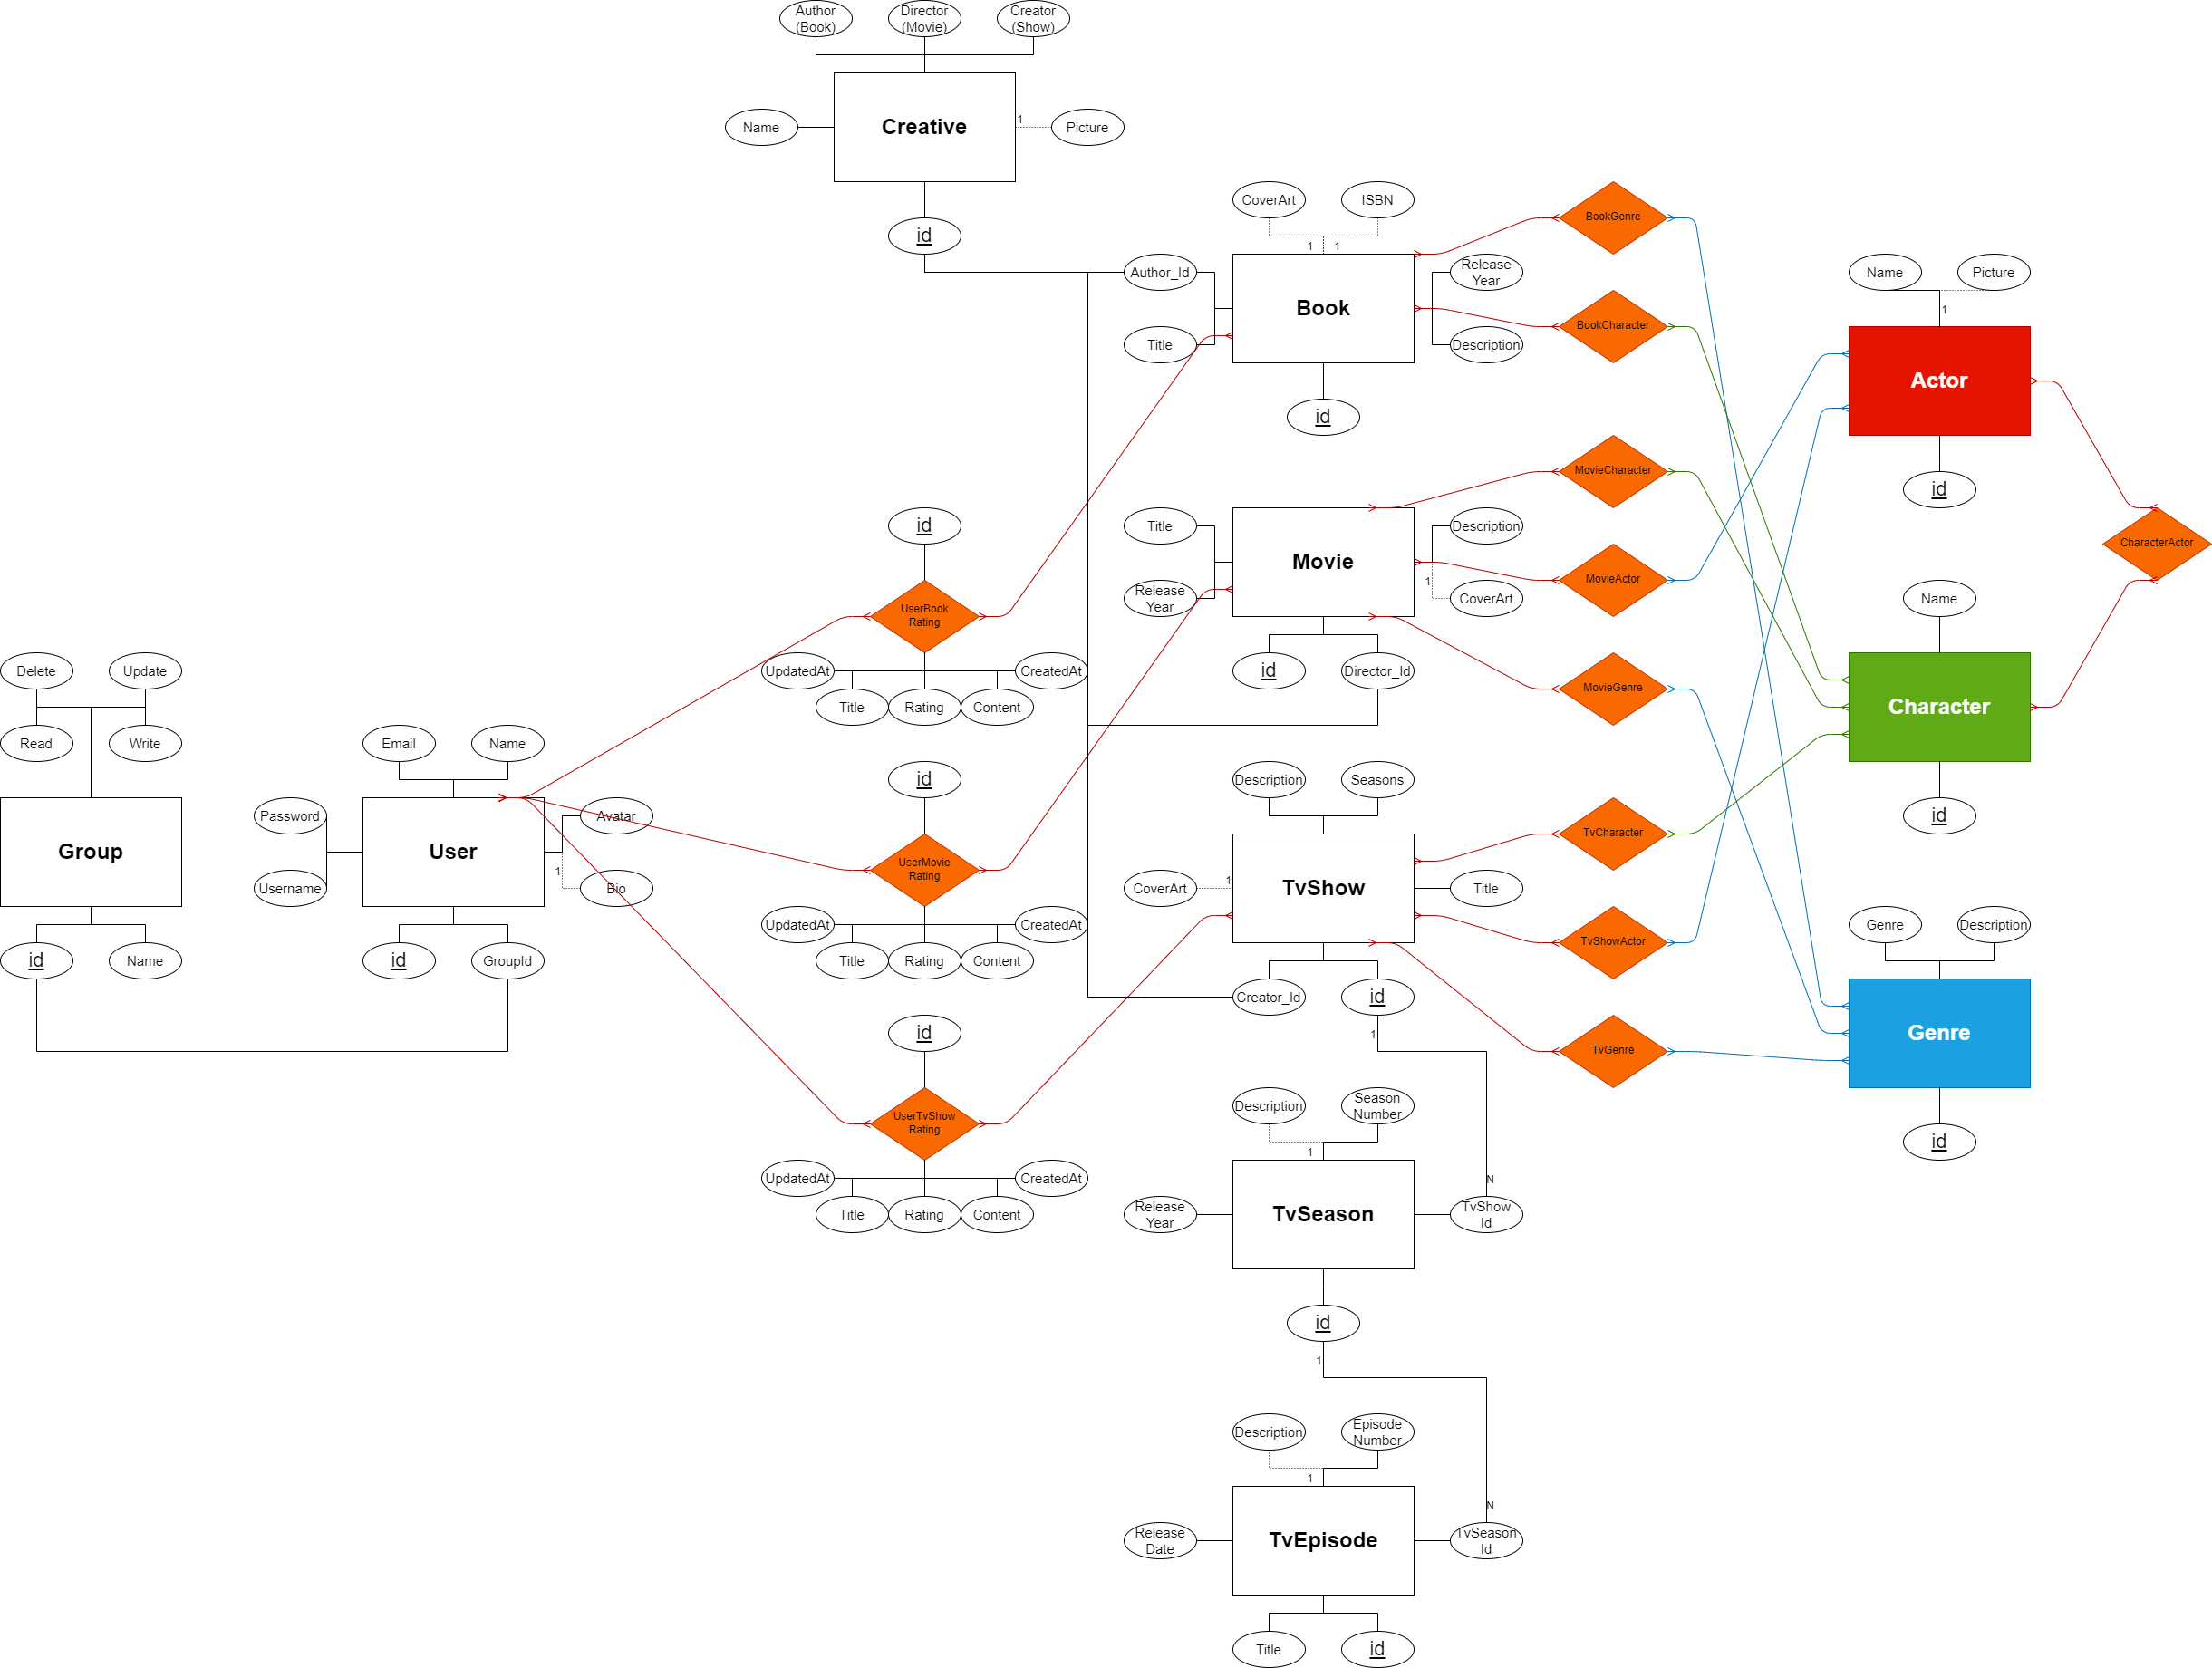 Author
(Book)
Director
(Movie)
Creator
(Show)
Name
Creative
1
Picture
id
CoverArt
ISBN
1
1
Author_Id
Title
Book
Release
Year
Description
id
BookGenre
BookCharacter
Name
Picture
1
Actor
id
CharacterActor
MovieCharacter
MovieActor
MovieGenre
Title
Release
Year
Movie
Description
1
CoverArt
id
Director_Id
id
UserBook
Rating
UpdatedAt
CreatedAt
Title
Rating
Content
Name
Character
id
Delete
Update
Read
Write
Group
id
Name
Email
Name
Password
Username
User
Avatar
1
Bio
id
GroupId
id
UserMovie
Rating
UpdatedAt
CreatedAt
Title
Rating
Content
Description
Seasons
CoverArt
1
TvShow
Title
Creator_Id
id
1
TvCharacter
TvShowActor
TvGenre
Genre
Description
Genre
id
id
UserTvShow
Rating
UpdatedAt
CreatedAt
Title
Rating
Content
Description
Season
Number
1
Release
Year
TvSeason
N
TvShow
Id
id
1
Description
Episode
Number
1
Release
Date
TvEpisode
N
TvSeason
Id
Title
id